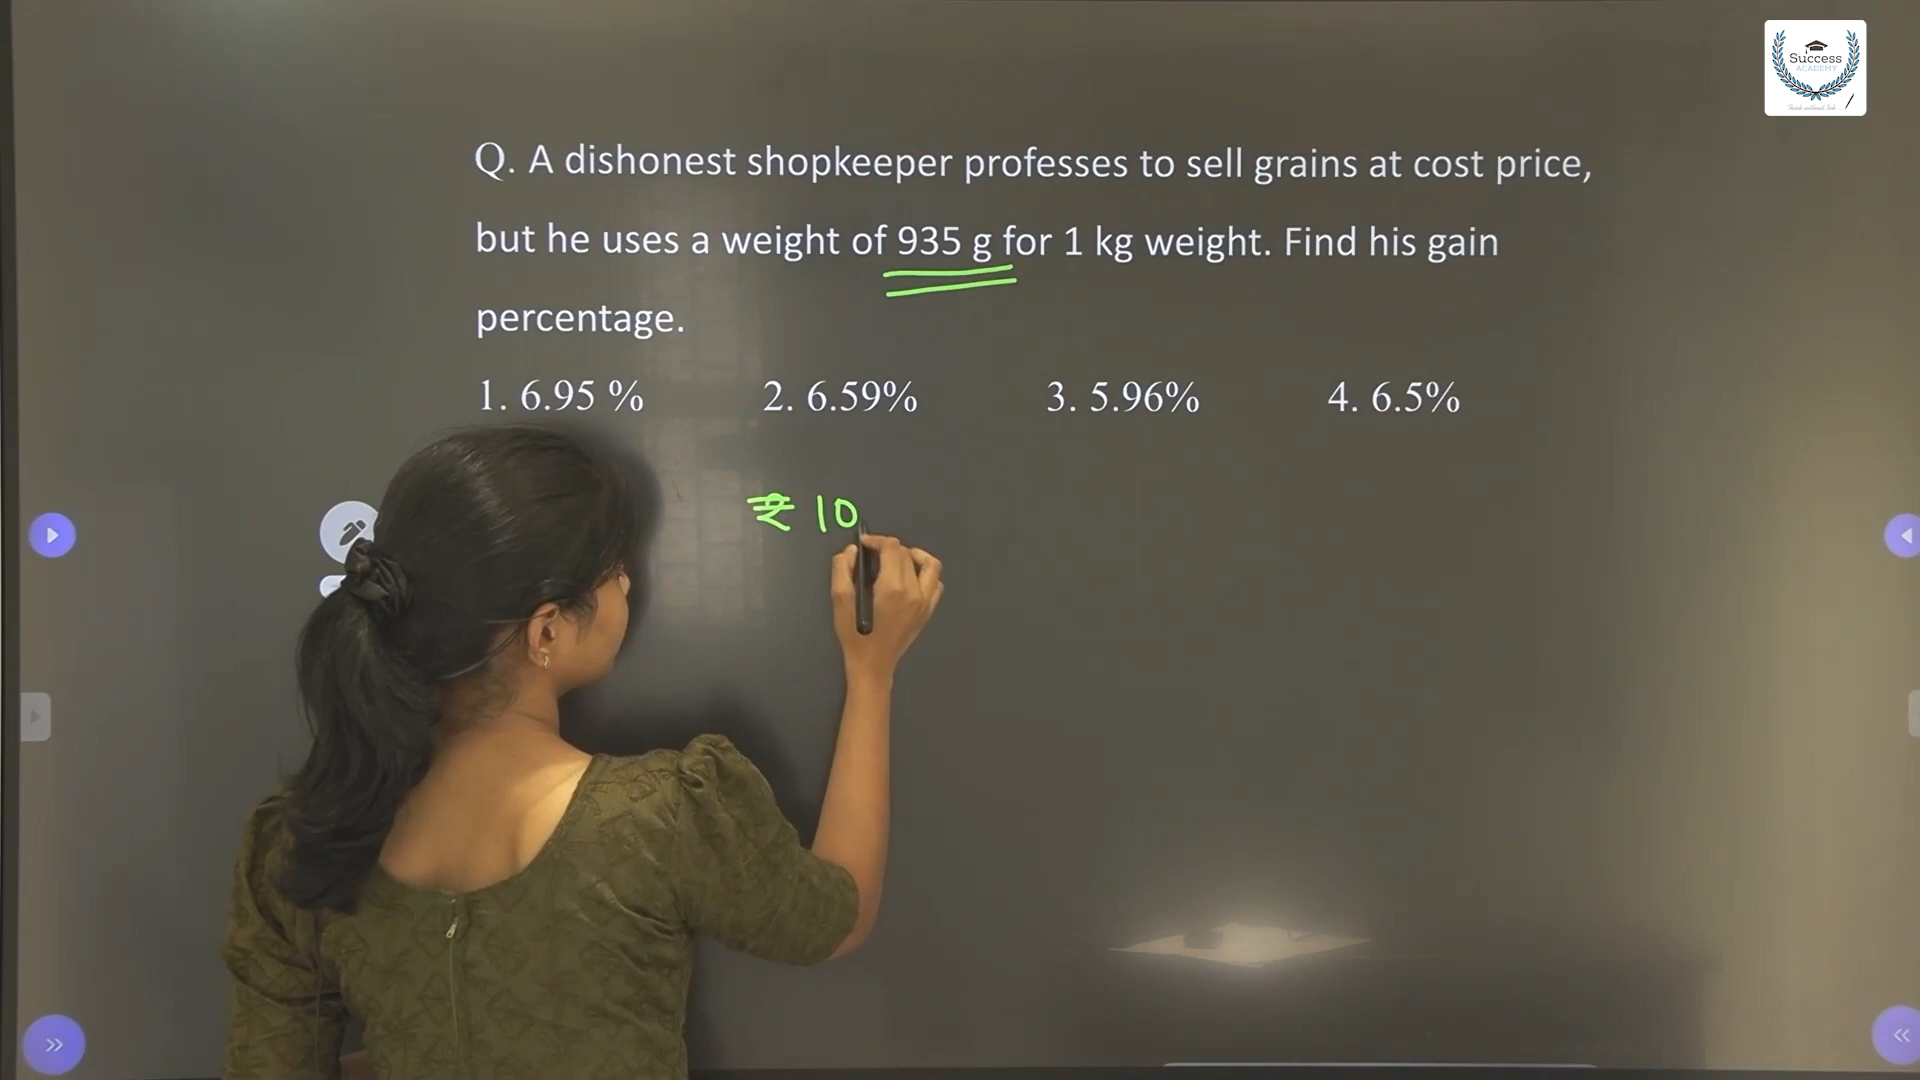 Success
ACADEMY
Q. A dishonest shopkeeper professes to sell grains at cost price,
but he uses a weight of 935 g for 1 kg weight. Find his gain
percentage.
1. 6.95 % 2. 6.59% 3. 5.96% 4. 6.5%
₹ 10